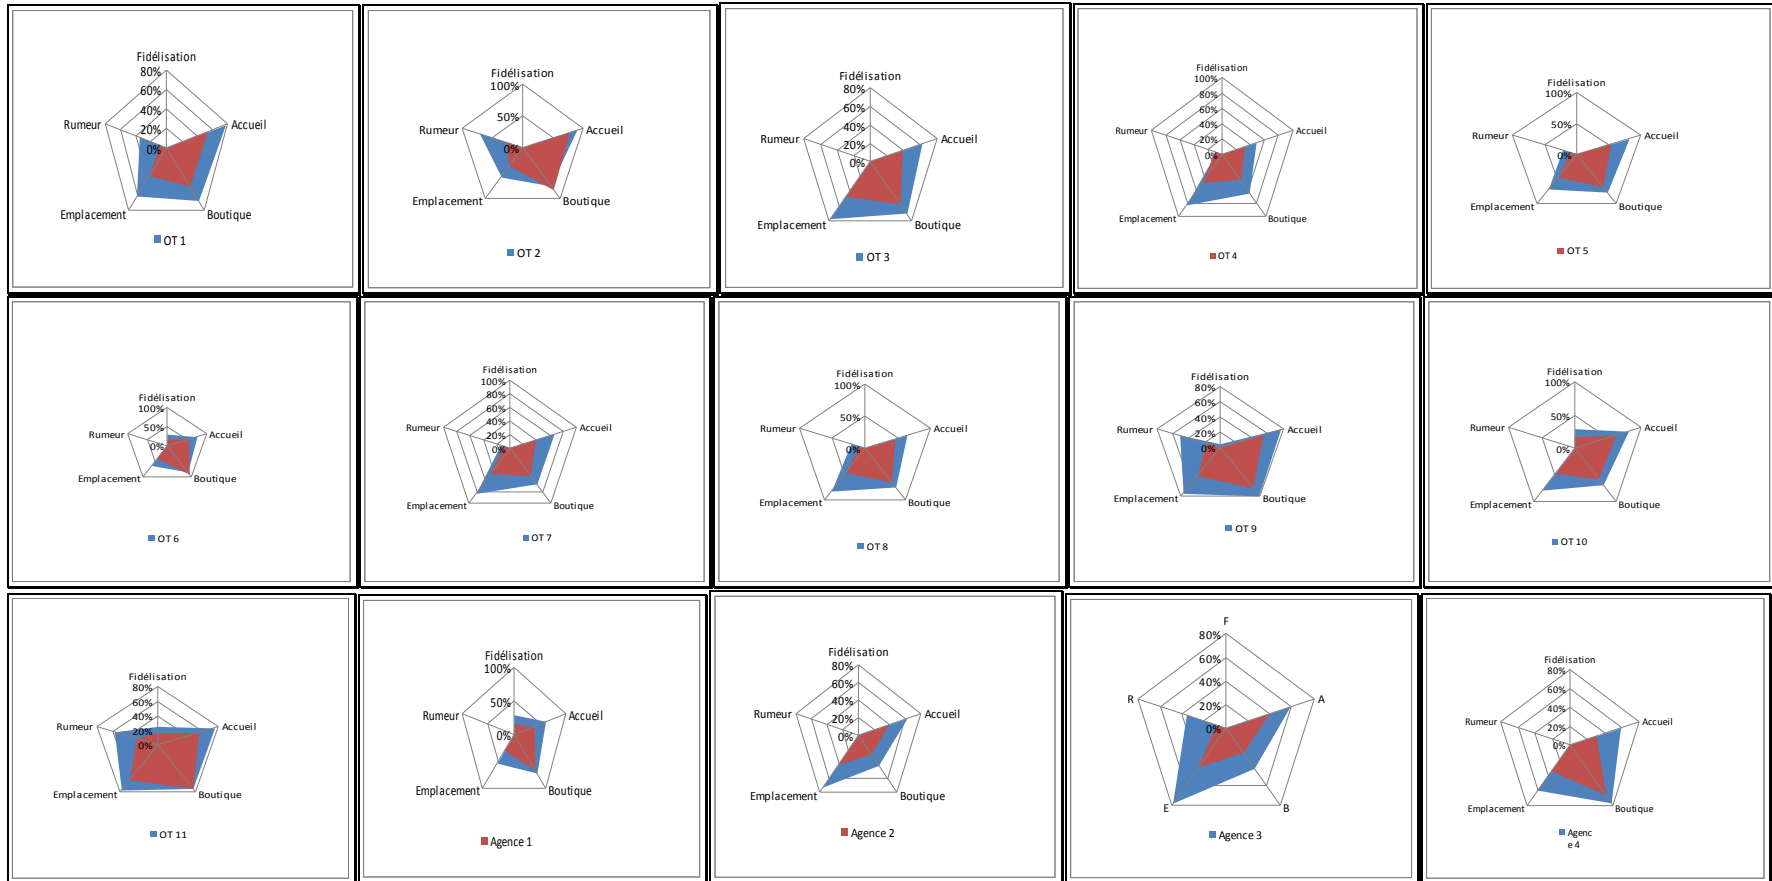 Fidélisation
80%
60%
40%
20%
0%
Rumeur
Accueil
Emplacement
Boutique
OT 1
Fidélisation
100%
50%
0%
Rumeur
Accueil
Emplacement
Boutique
OT 2
Fidélisation
80%
60%
40%
20%
0%
Rumeur
Accueil
Emplacement
Boutique
OT 3
Fidélisation
100%
80%
60%
40%
20%
0%
Rumeur
Accueil
Emplacement
Boutique
OT 4
Fidélisation
100%
50%
0%
Rumeur
Accueil
Emplacement
Boutique
OT 5
Fidélisation
100%
50%
0%
Rumeur
Accueil
Emplacement
Boutique
OT 6
Fidélisation
100%
80%
60%
40%
20%
0%
Rumeur
Accueil
Emplacement
Boutique
OT 7
Fidélisation
100%
50%
0%
Rumeur
Accueil
Emplacement
Boutique
OT 8
Fidélisation
80%
60%
40%
20%
0%
Rumeur
Accueil
Emplacement
Boutique
OT 9
Fidélisation
100%
50%
0%
Rumeur
Accueil
Emplacement
Boutique
OT 10
Fidélisation
80%
60%
40%
20%
0%
Rumeur
Accueil
Emplacement
Boutique
OT 11
Fidélisation
100%
50%
0%
Rumeur
Accueil
Emplacement
Boutique
Agence 1
Fidélisation
80%
60%
40%
20%
0%
Rumeur
Accueil
Emplacement
Boutique
Agence 2
F
80%
60%
40%
20%
0%
R
A
E
B
Agence 3
Fidélisation
80%
60%
40%
20%
0%
Rumeur
Accueil
Emplacement
Boutique
Agenc
e 4